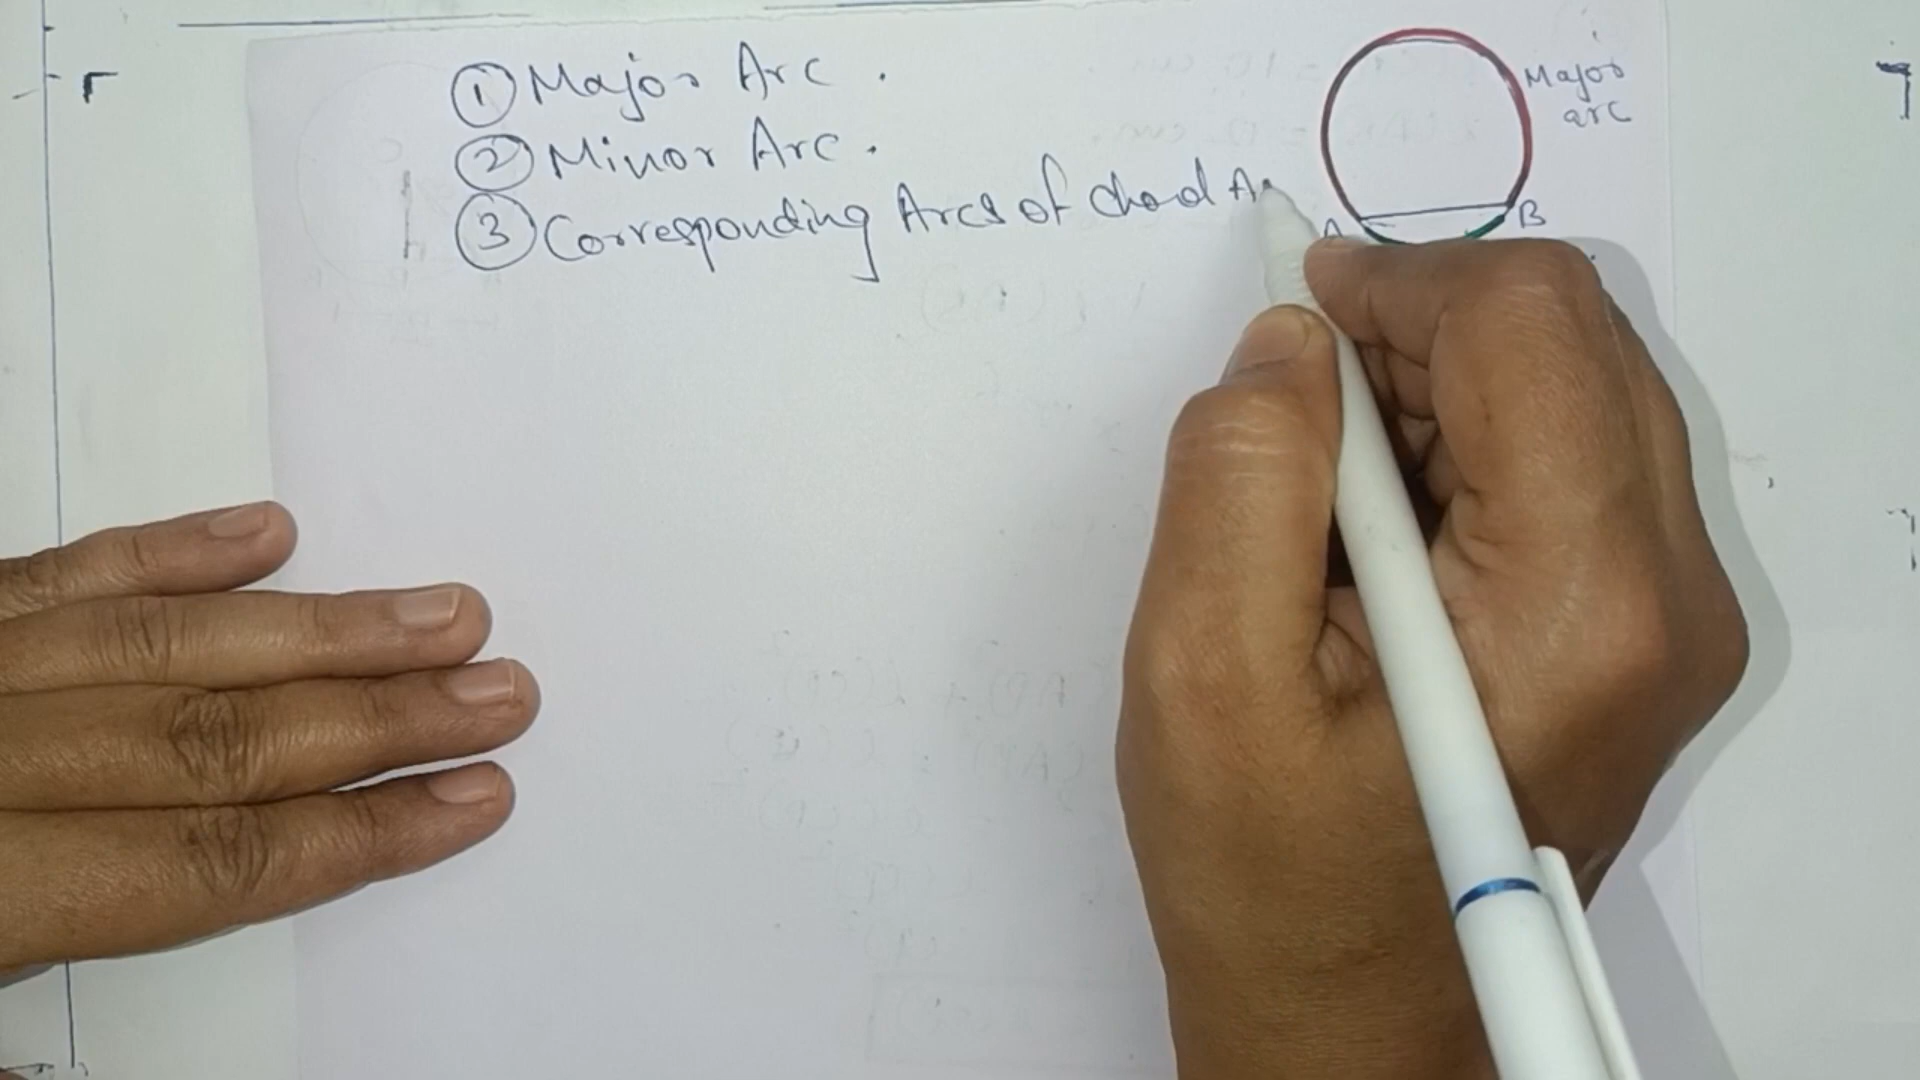 ① Major Arc .
② Minor Arc .
③ Corresponding Arcs of chord A
Major
arc
A
B